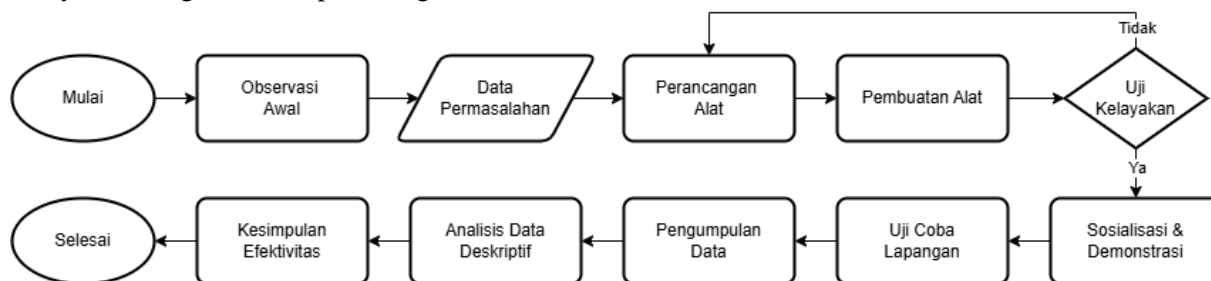 Tidak
Mulai
Observasi
Awal
Data
Permasalahan
Perancangan
Alat
Pembuatan Alat
Uji
Kelayakan
Ya
Selesai
Kesimpulan
Efektivitas
Analisis Data
Deskriptif
Pengumpulan
Data
Uji Coba
Lapangan
Sosialisasi &
Demonstrasi